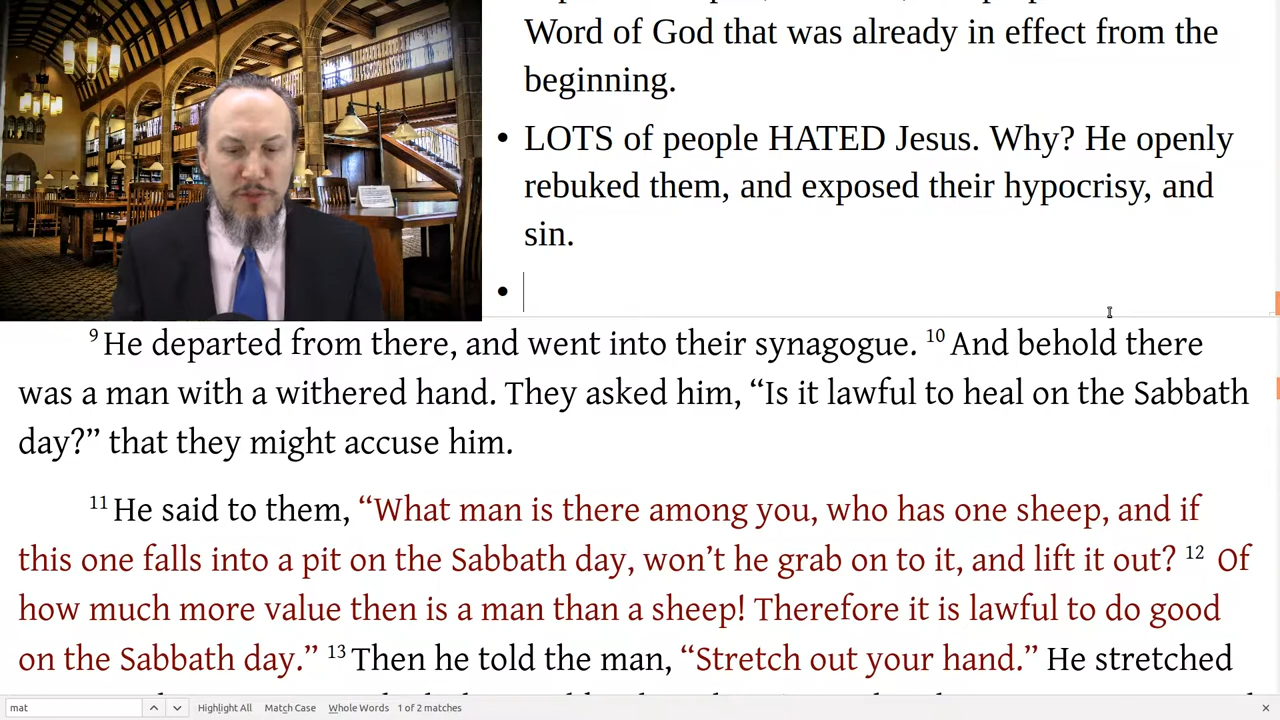 Word of God that was already in effect from the
beginning.
• LOTS of people HATED Jesus. Why? He openly
rebuked them, and exposed their hypocrisy, and
sin.
•
9 He departed from there, and went into their synagogue. 10 And behold there
was a man with a withered hand. They asked him, “Is it lawful to heal on the Sabbath
day?” that they might accuse him.
11 He said to them, “What man is there among you, who has one sheep, and if
this one falls into a pit on the Sabbath day, won’t he grab on to it, and lift it out? 12 Of
how much more value then is a man than a sheep! Therefore it is lawful to do good
on the Sabbath day.” 13 Then he told the man, “Stretch out your hand.” He stretched
mat Highlight All Match Case Whole Words 1 of 2 matches